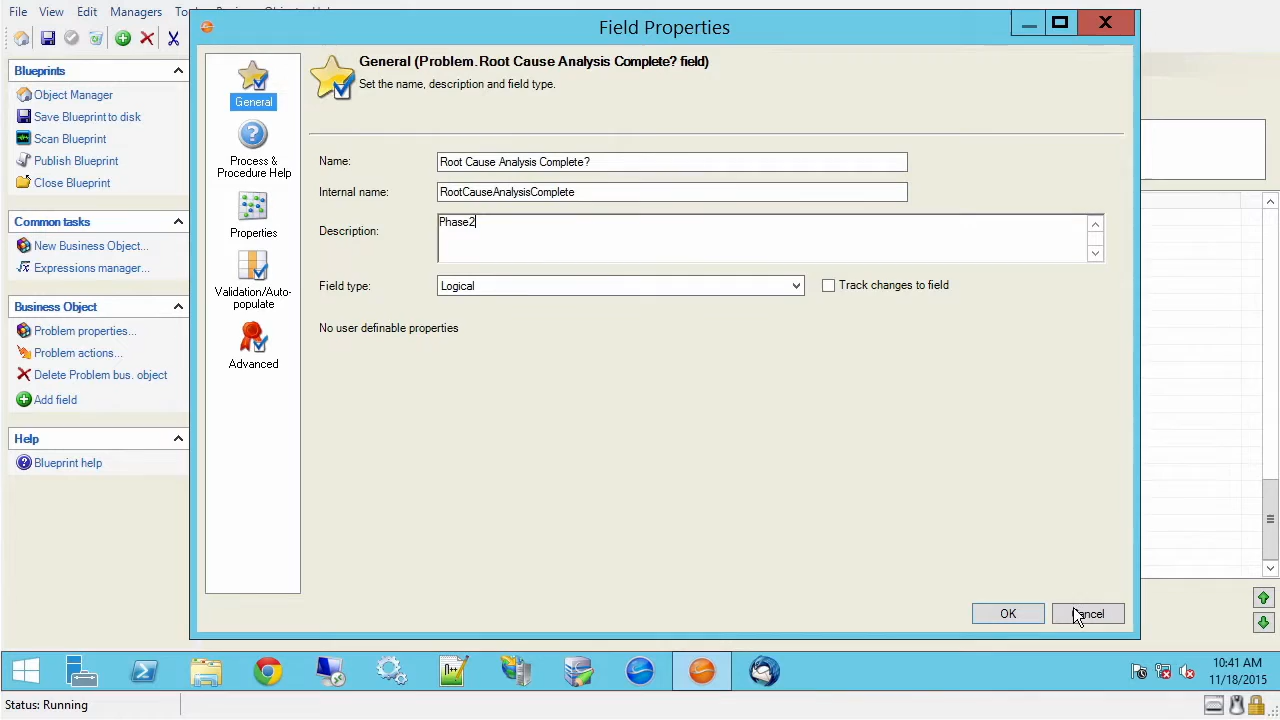 File View Edit Managers
Field Properties
Blueprints
Object Manager
Save Blueprint to disk
Scan Blueprint
Publish Blueprint
Close Blueprint
Common tasks
New Business Object...
Expressions manager...
Business Object
Problem properties...
Problem actions...
Delete Problem bus. object
Add field
Help
Blueprint help
General
Process &
Procedure Help
Properties
Validation/Auto-
populate
Advanced
General (Problem.Root Cause Analysis Complete? field)
Set the name, description and field type.
Name: Root Cause Analysis Complete?
Internal name: RootCauseAnalysisComplete
Description: Phase2
Field type: Logical
Track changes to field
No user definable properties
OK
10:41 AM
11/18/2015
Status: Running